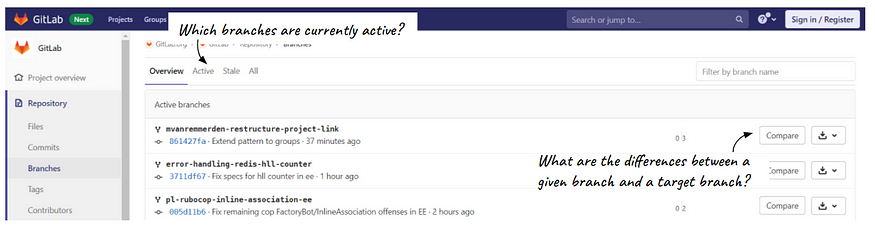 GitLab Next Projects Groups Search or jump to... Sign in / Register
Which branches are currently active?
GitLab
GitLab.org › GitLab › Repository › Branches
Project overview
Overview Active Stale All Filter by branch name
Repository
Active branches
Files
mvanremmerden-restructure-project-link
861427fa · Extend pattern to groups · 37 minutes ago
0 3 Compare
Commits
error-handling-redis-hll-counter
Branches
3711df67 · Fix specs for hll counter in ee · 1 hour ago
Compare
What are the differences between a
given branch and a target branch?
Tags
pl-rubocop-inline-association-ee
Contributors
005d11b6 · Fix remaining cop FactoryBot/InlineAssociation offenses in EE · 2 hours ago
0 2 Compare